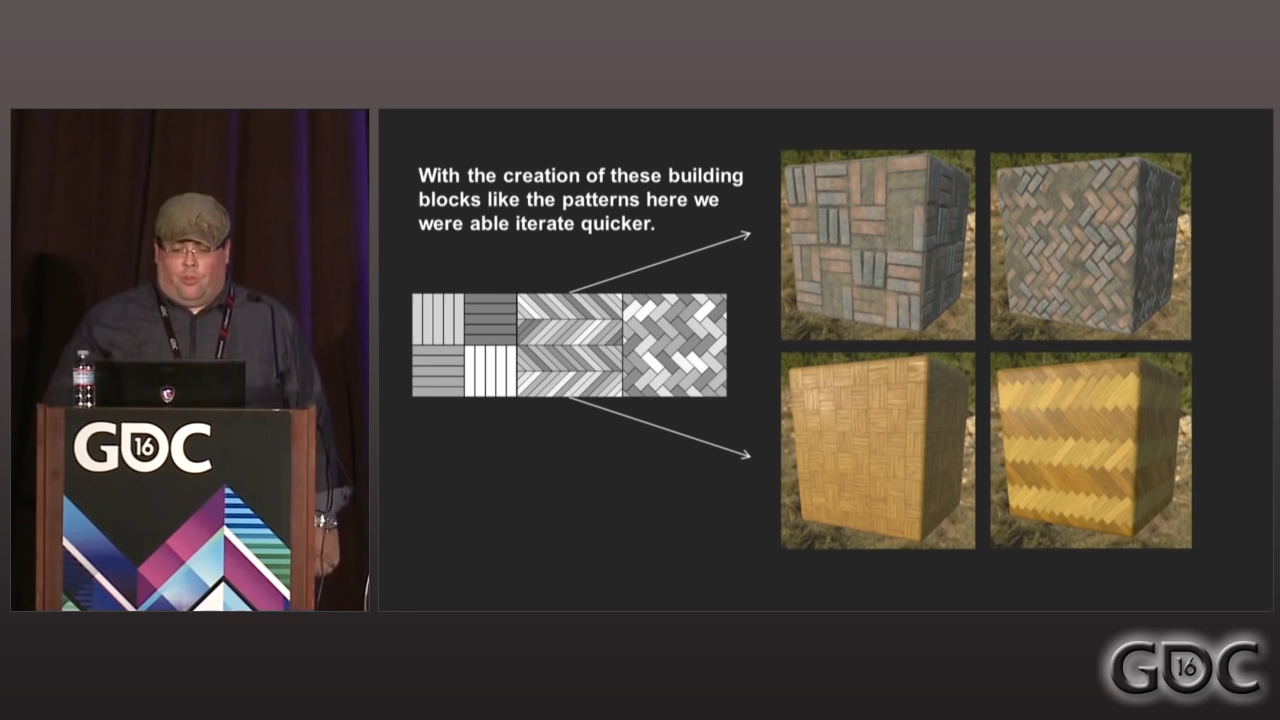 With the creation of these building
blocks like the patterns here we
were able iterate quicker.
GDC
16
GDC
16